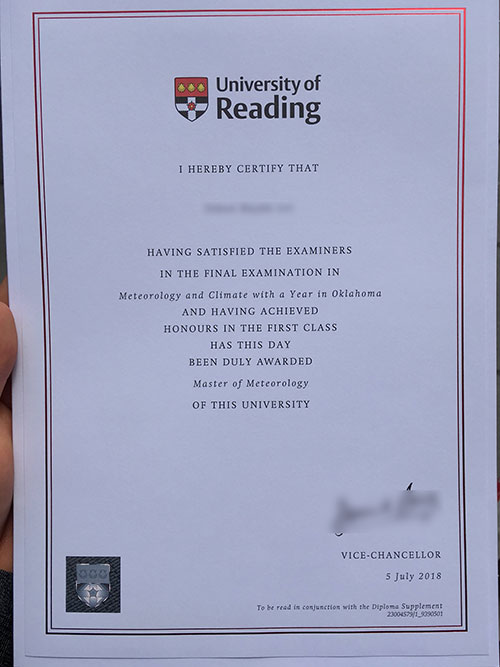 University of
Reading
I HEREBY CERTIFY THAT
HAVING SATISFIED THE EXAMINERS
IN THE FINAL EXAMINATION IN
Meteorology and Climate with a Year in Oklahoma
AND HAVING ACHIEVED
HONOURS IN THE FIRST CLASS
HAS THIS DAY
BEEN DULY AWARDED
Master of Meteorology
OF THIS UNIVERSITY
VICE-CHANCELLOR
5 July 2018
To be read in conjunction with the Diploma Supplement
23004579/1_9390501